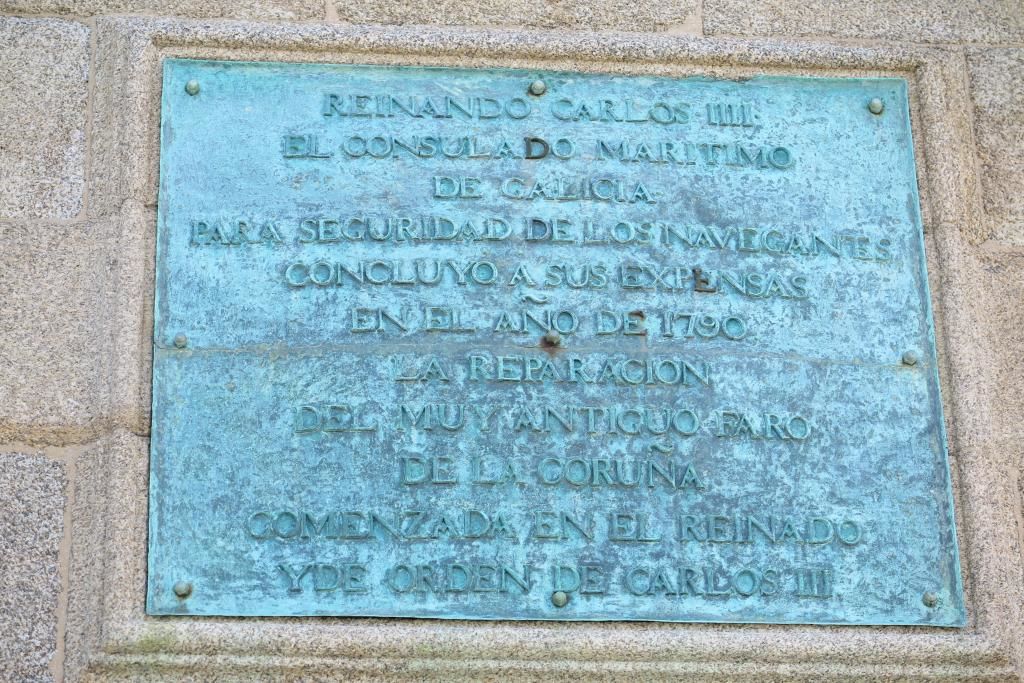 REINANDO CARLOS IIII:
EL CONSULADO MARITIMO
DE GALICIA
PARA SEGURIDAD DE LOS NAVEGANTES
CONCLUYO A SUS EXPENSAS
EN EL AÑO DE 1790
LA REPARACION
DEL MUY ANTIGUO FARO
DE LA CORUÑA
COMENZADA EN EL REINADO
YDE ORDEN DE CARLOS III